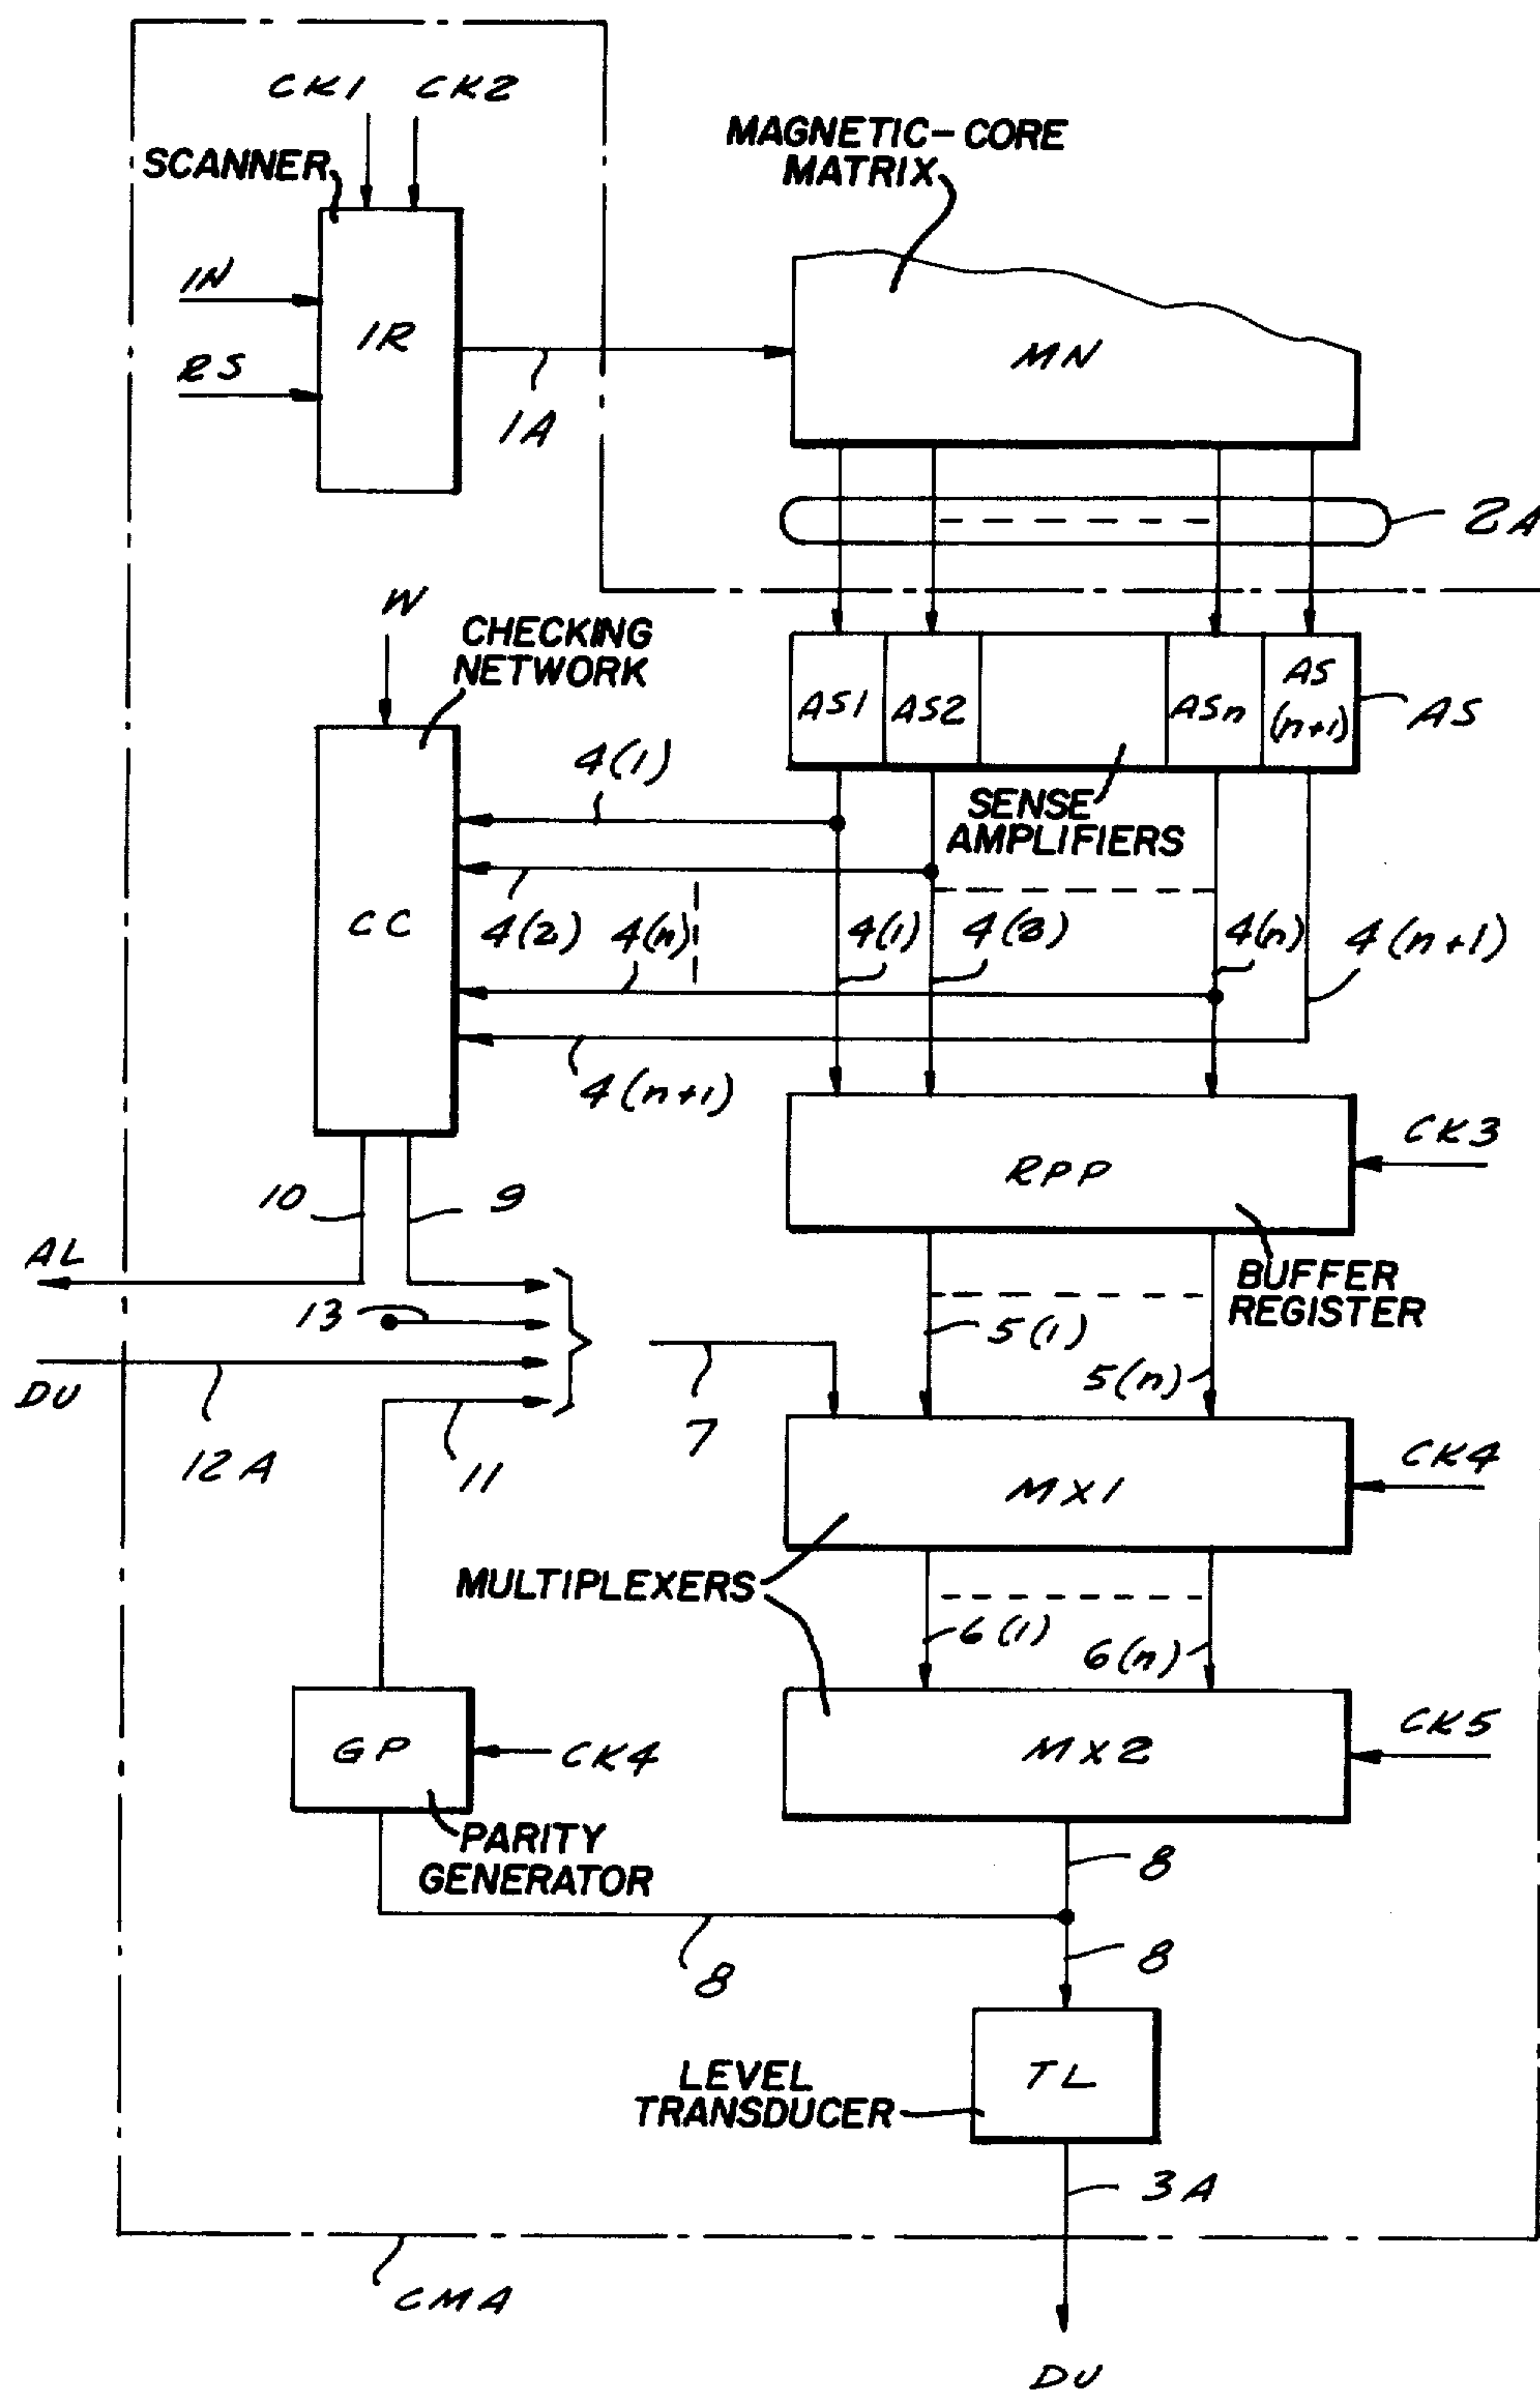 CK1 CK2
SCANNER
MAGNETIC-CORE
MATRIX
IN
IR
RS
1A
MN
2A
W
CHECKING
NETWORK
AS1 AS2 ASn AS
(n+1)
AS
4(1)
SENSE
AMPLIFIERS
CC
4(2) 4(n) 4(1) 4(2) 4(n) 4(n+1)
4(n+1)
CK3
RPP
10 9
AL
BUFFER
REGISTER
13
5(1)
DU
5(n)
12A
11
7
CK4
MX1
MULTIPLEXERS
6(1)
6(n)
CK5
GP
CK4
MX2
PARITY
GENERATOR
8
8
8
LEVEL
TRANSDUCER
TL
3A
CMA
DU